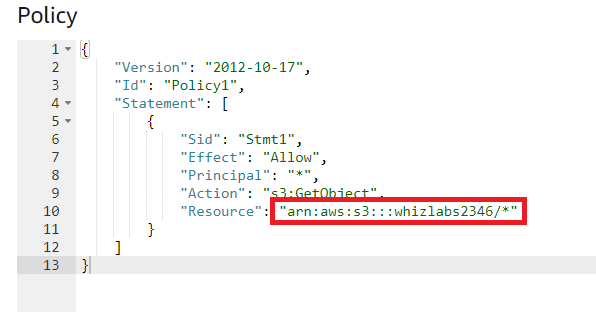 Policy
1 {
2 "Version": "2012-10-17",
3 "Id": "Policy1",
4 "Statement": [
5 {
6 "Sid": "Stmt1",
7 "Effect": "Allow",
8 "Principal": "*",
9 "Action": "s3:GetObject",
10 "Resource": "arn:aws:s3:::whizlabs2346/*"
11 }
12 ]
13 }